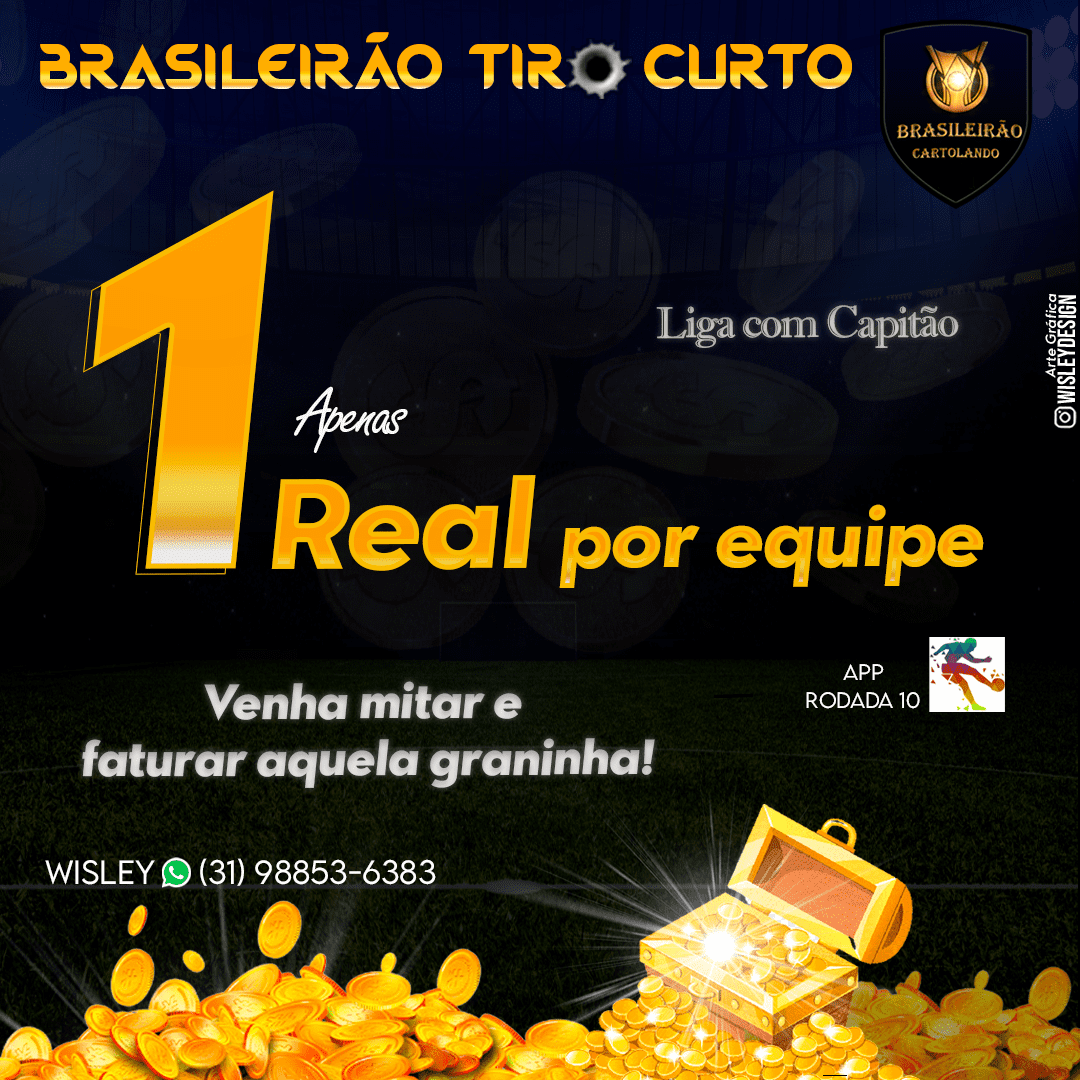 BRASILEIRÃO TIRO CURTO
BRASILEIRÃO
CARTOLANDO
1
Liga com Capitão
Arte Gráfica
WISLEYDESIGN
Apenas
Real por equipe
APP
RODADA 10
Venha mitar e
faturar aquela graninha!
WISLEY (31) 98853-6383